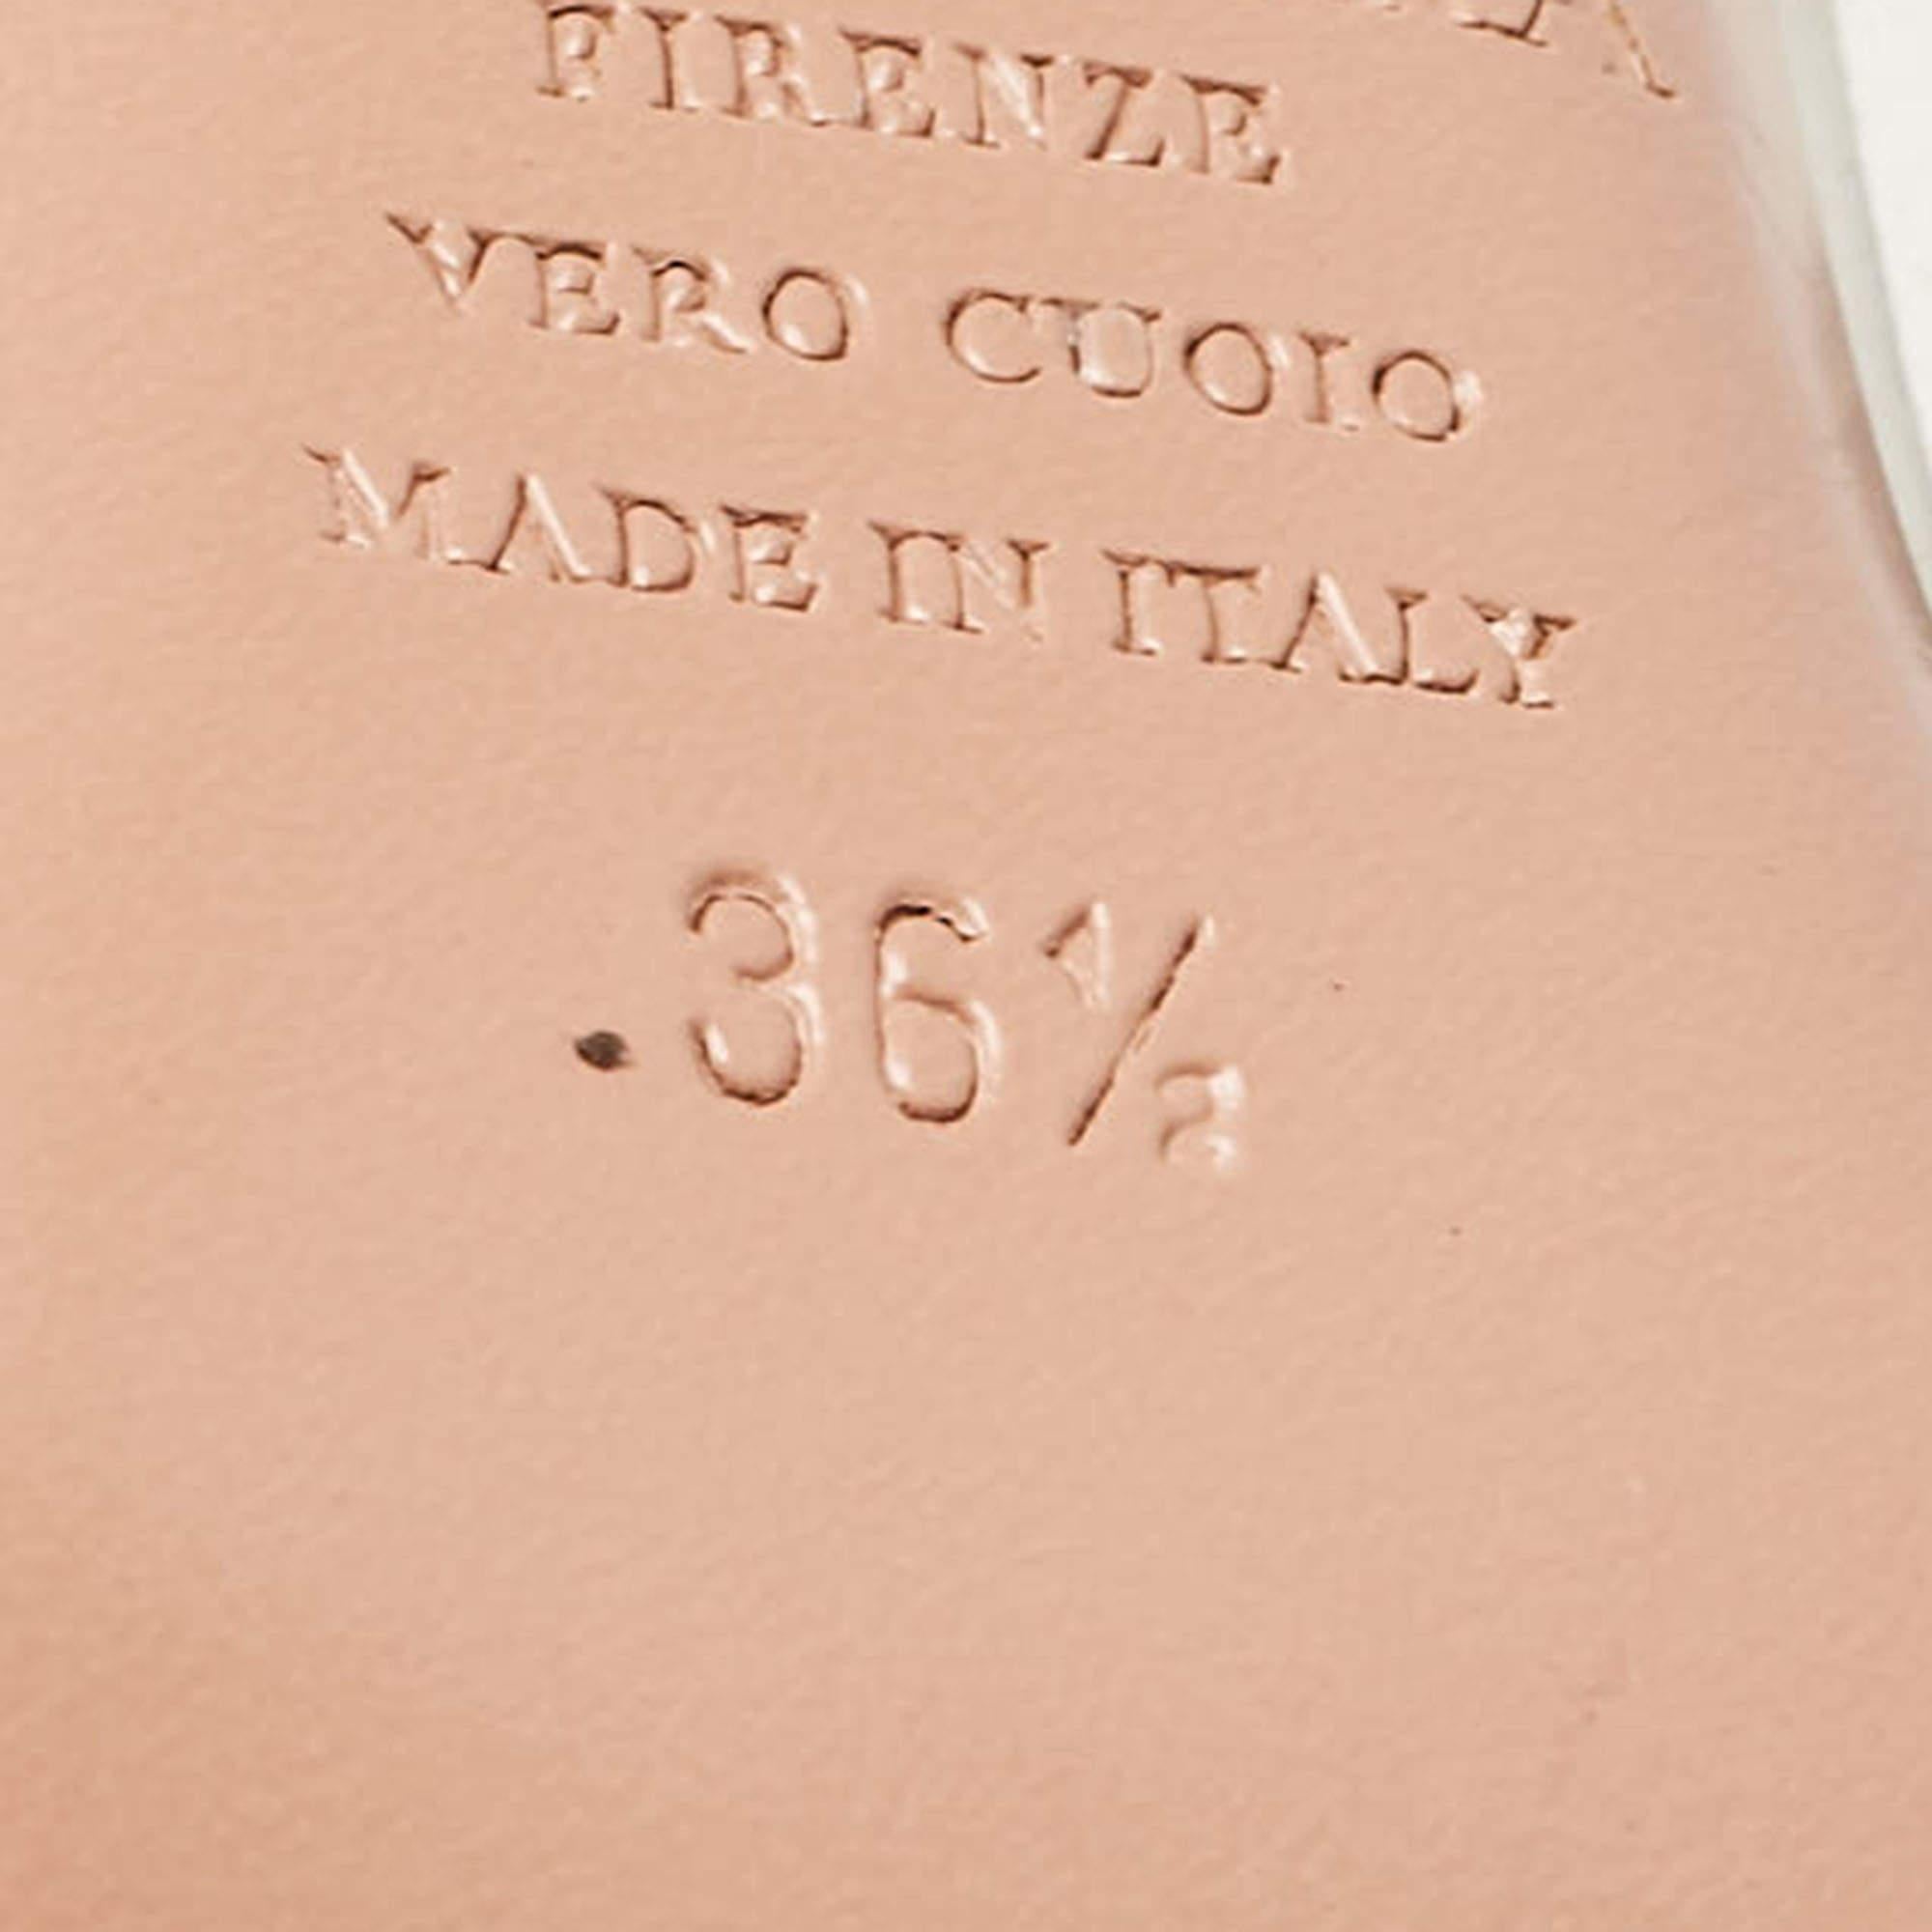 FIRENZE
VERO CUOIO
MADE IN ITALY
.36½